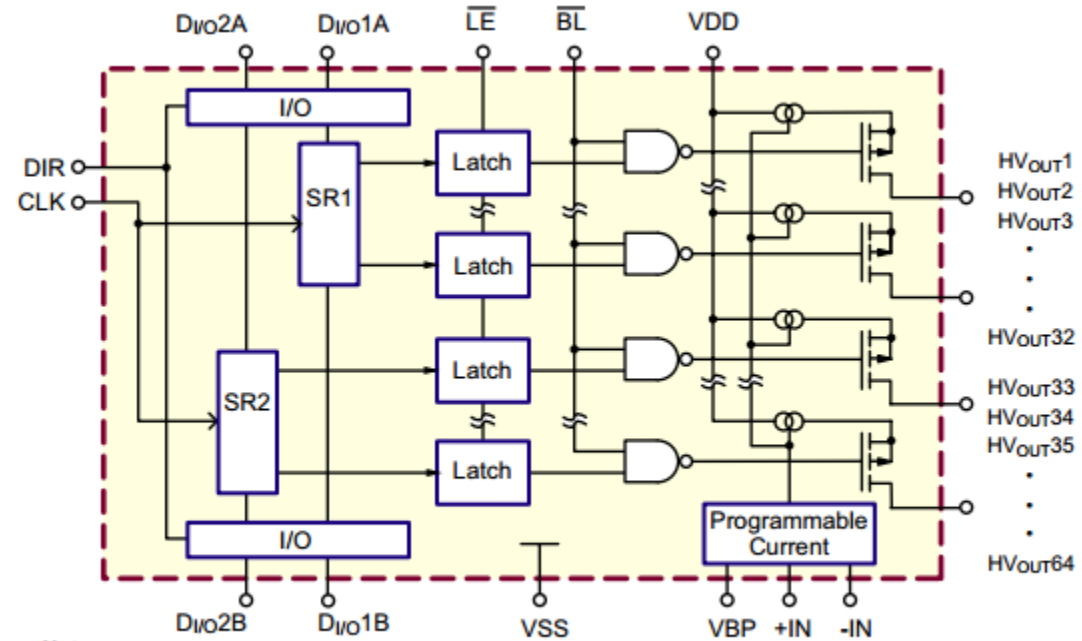 DI/O2A DI/O1A LE BL VDD
I/O
DIR
CLK
SR1
Latch
HVOUT1
HVOUT2
HVOUT3
Latch
.
.
.
SR2
Latch
HVOUT32
HVOUT33
HVOUT34
HVOUT35
Latch
.
.
.
I/O
Programmable
Current
HVOUT64
DI/O2B DI/O1B VSS VBP +IN -IN